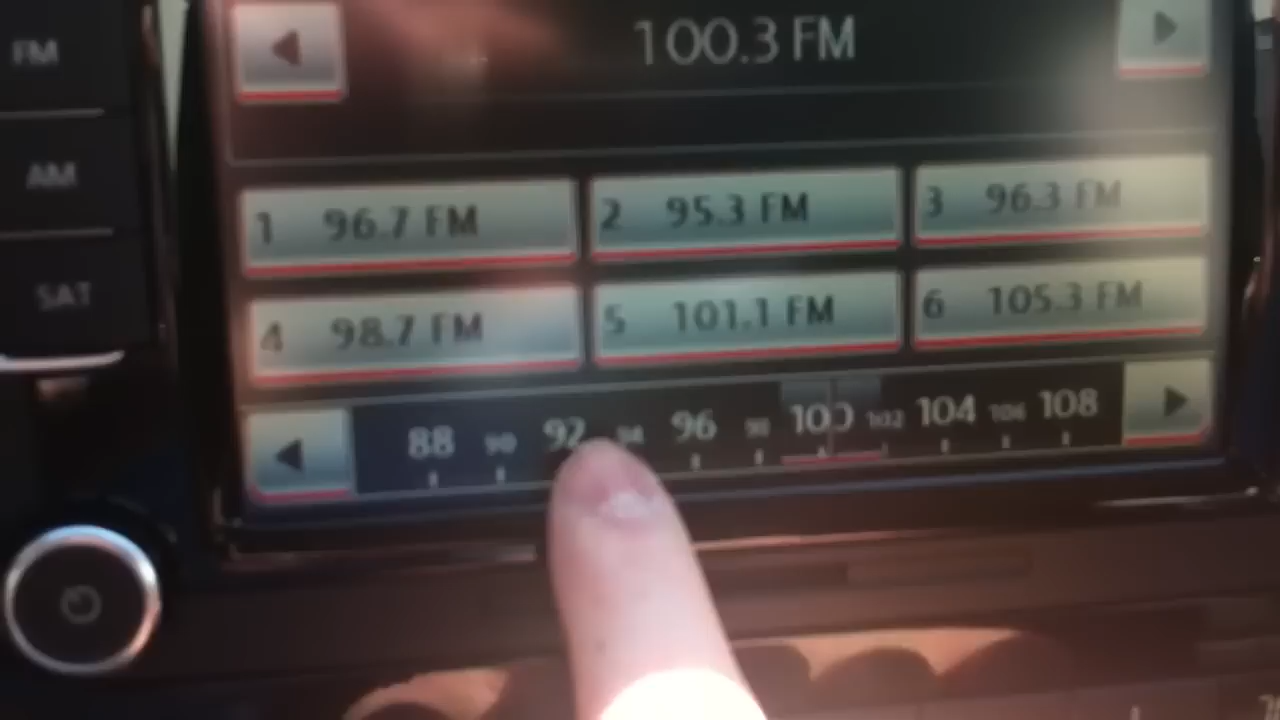 100.3 FM
FM
AM
SAT
1 96.7 FM
2 95.3 FM
3 96.3 FM
4 98.7 FM
5 101.1 FM
6 105.3 FM
88 90 92 94 96 98 100 102 104 106 108